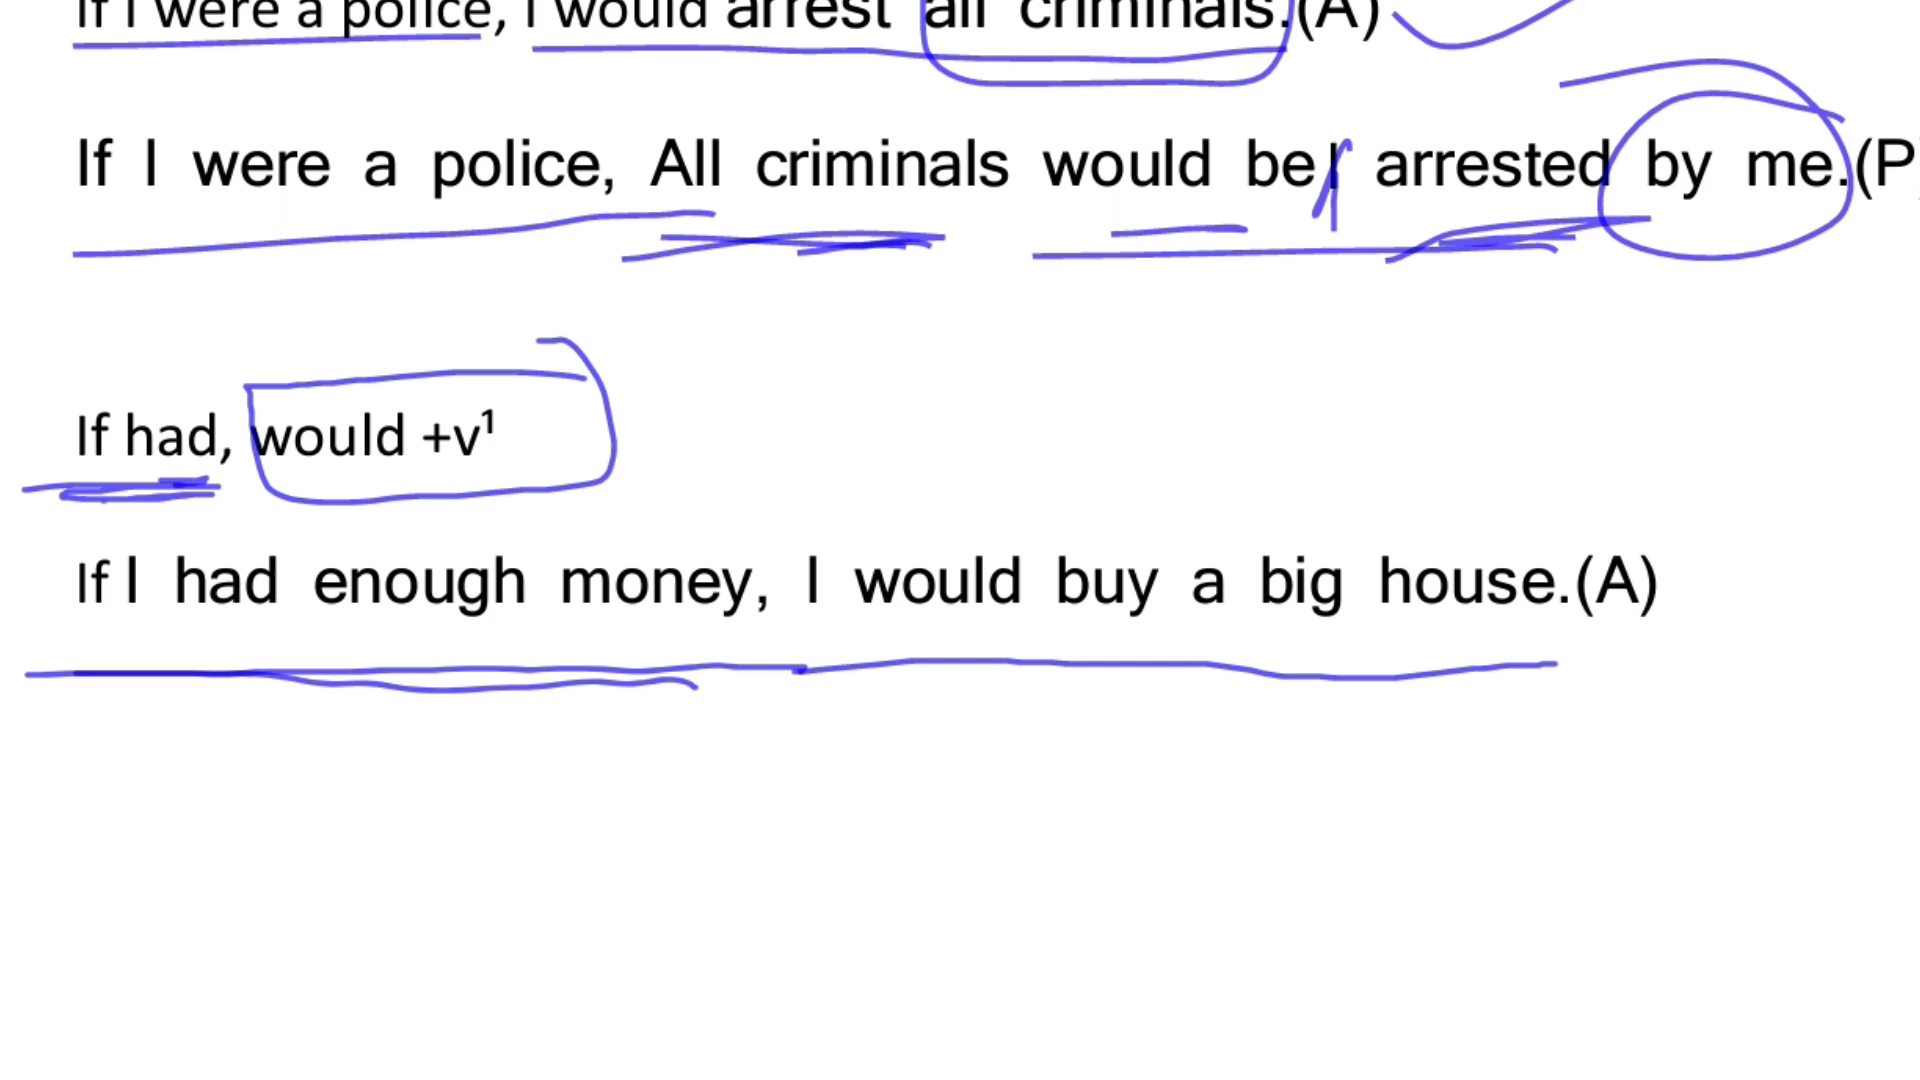 If I were a police, I would arrest all criminals.(A)
If I were a police, All criminals would be arrested by me.(P
If had, would +v¹
If I had enough money, I would buy a big house.(A)